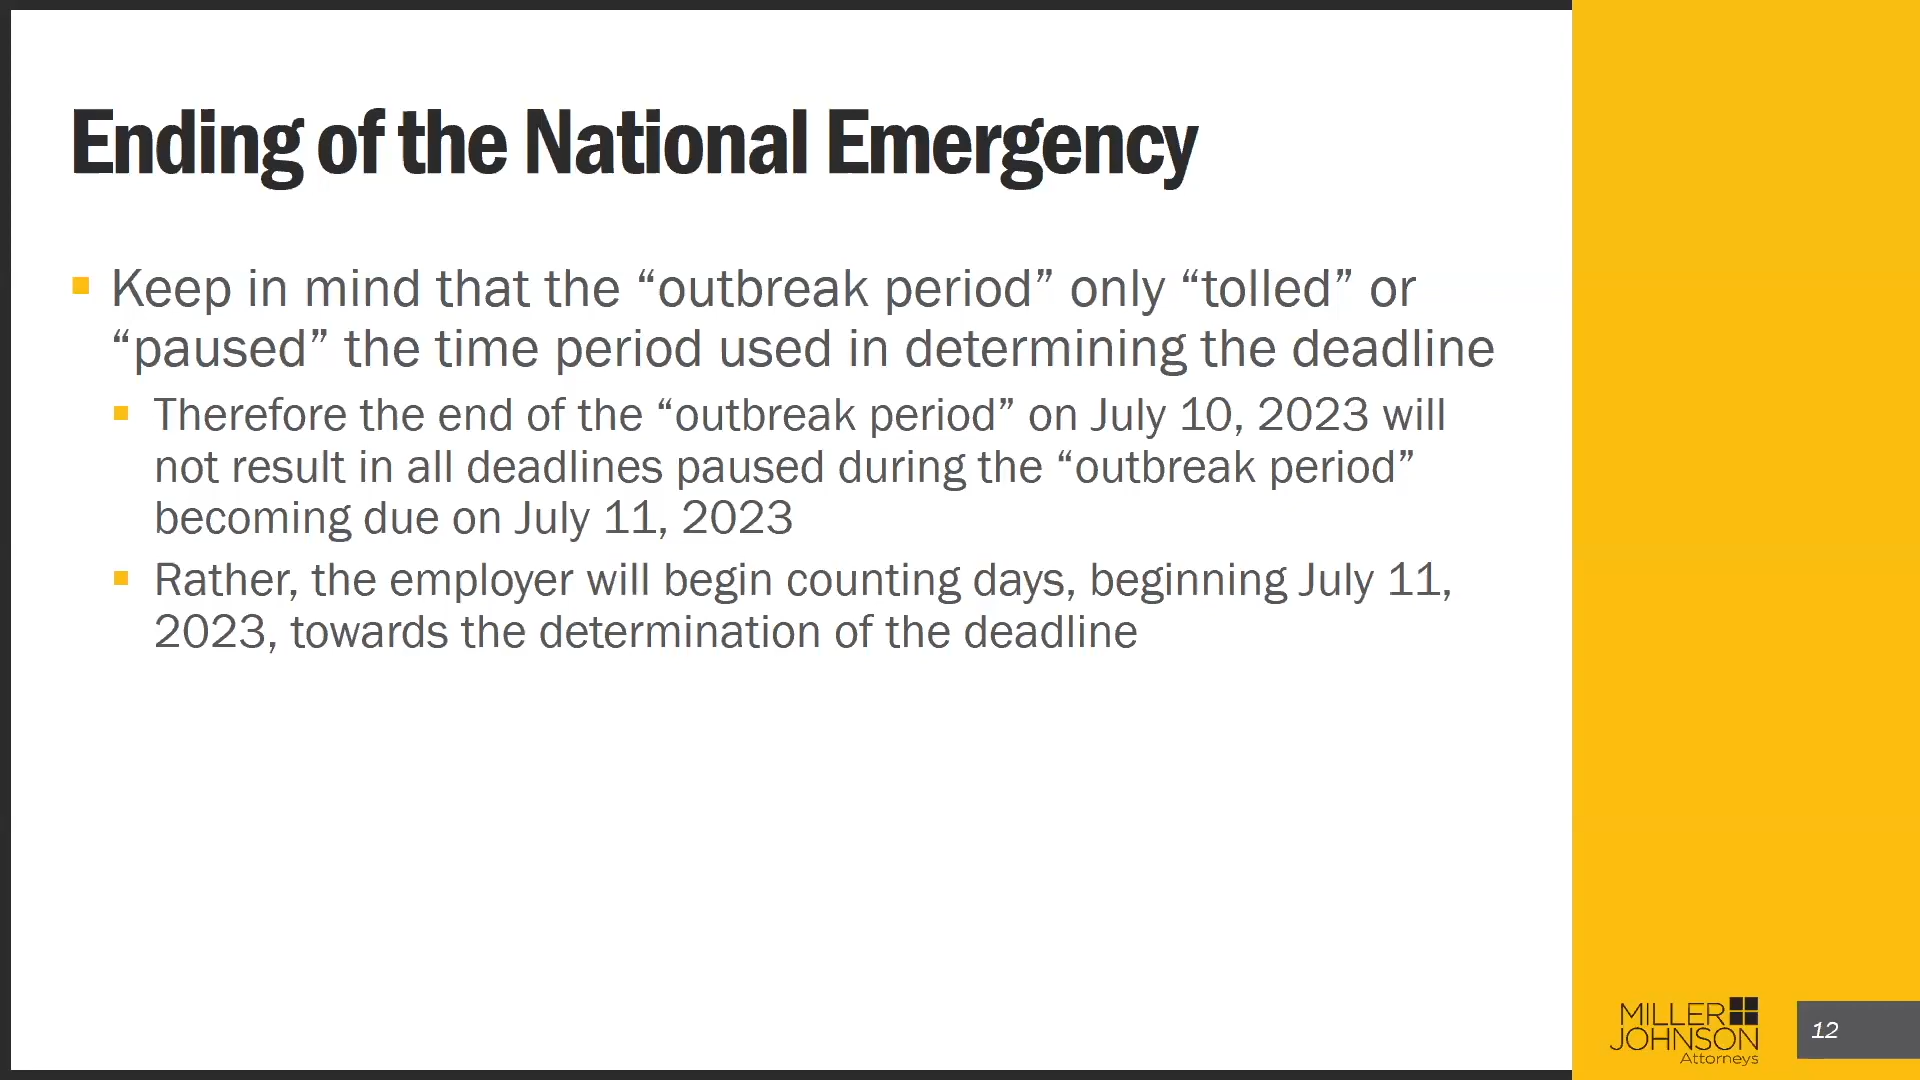 Ending of the National Emergency
Keep in mind that the “outbreak period” only “tolled” or
“paused” the time period used in determining the deadline
Therefore the end of the “outbreak period” on July 10, 2023 will
not result in all deadlines paused during the “outbreak period”
becoming due on July 11, 2023
Rather, the employer will begin counting days, beginning July 11,
2023, towards the determination of the deadline
MILLER
JOHNSON
Attorneys
12